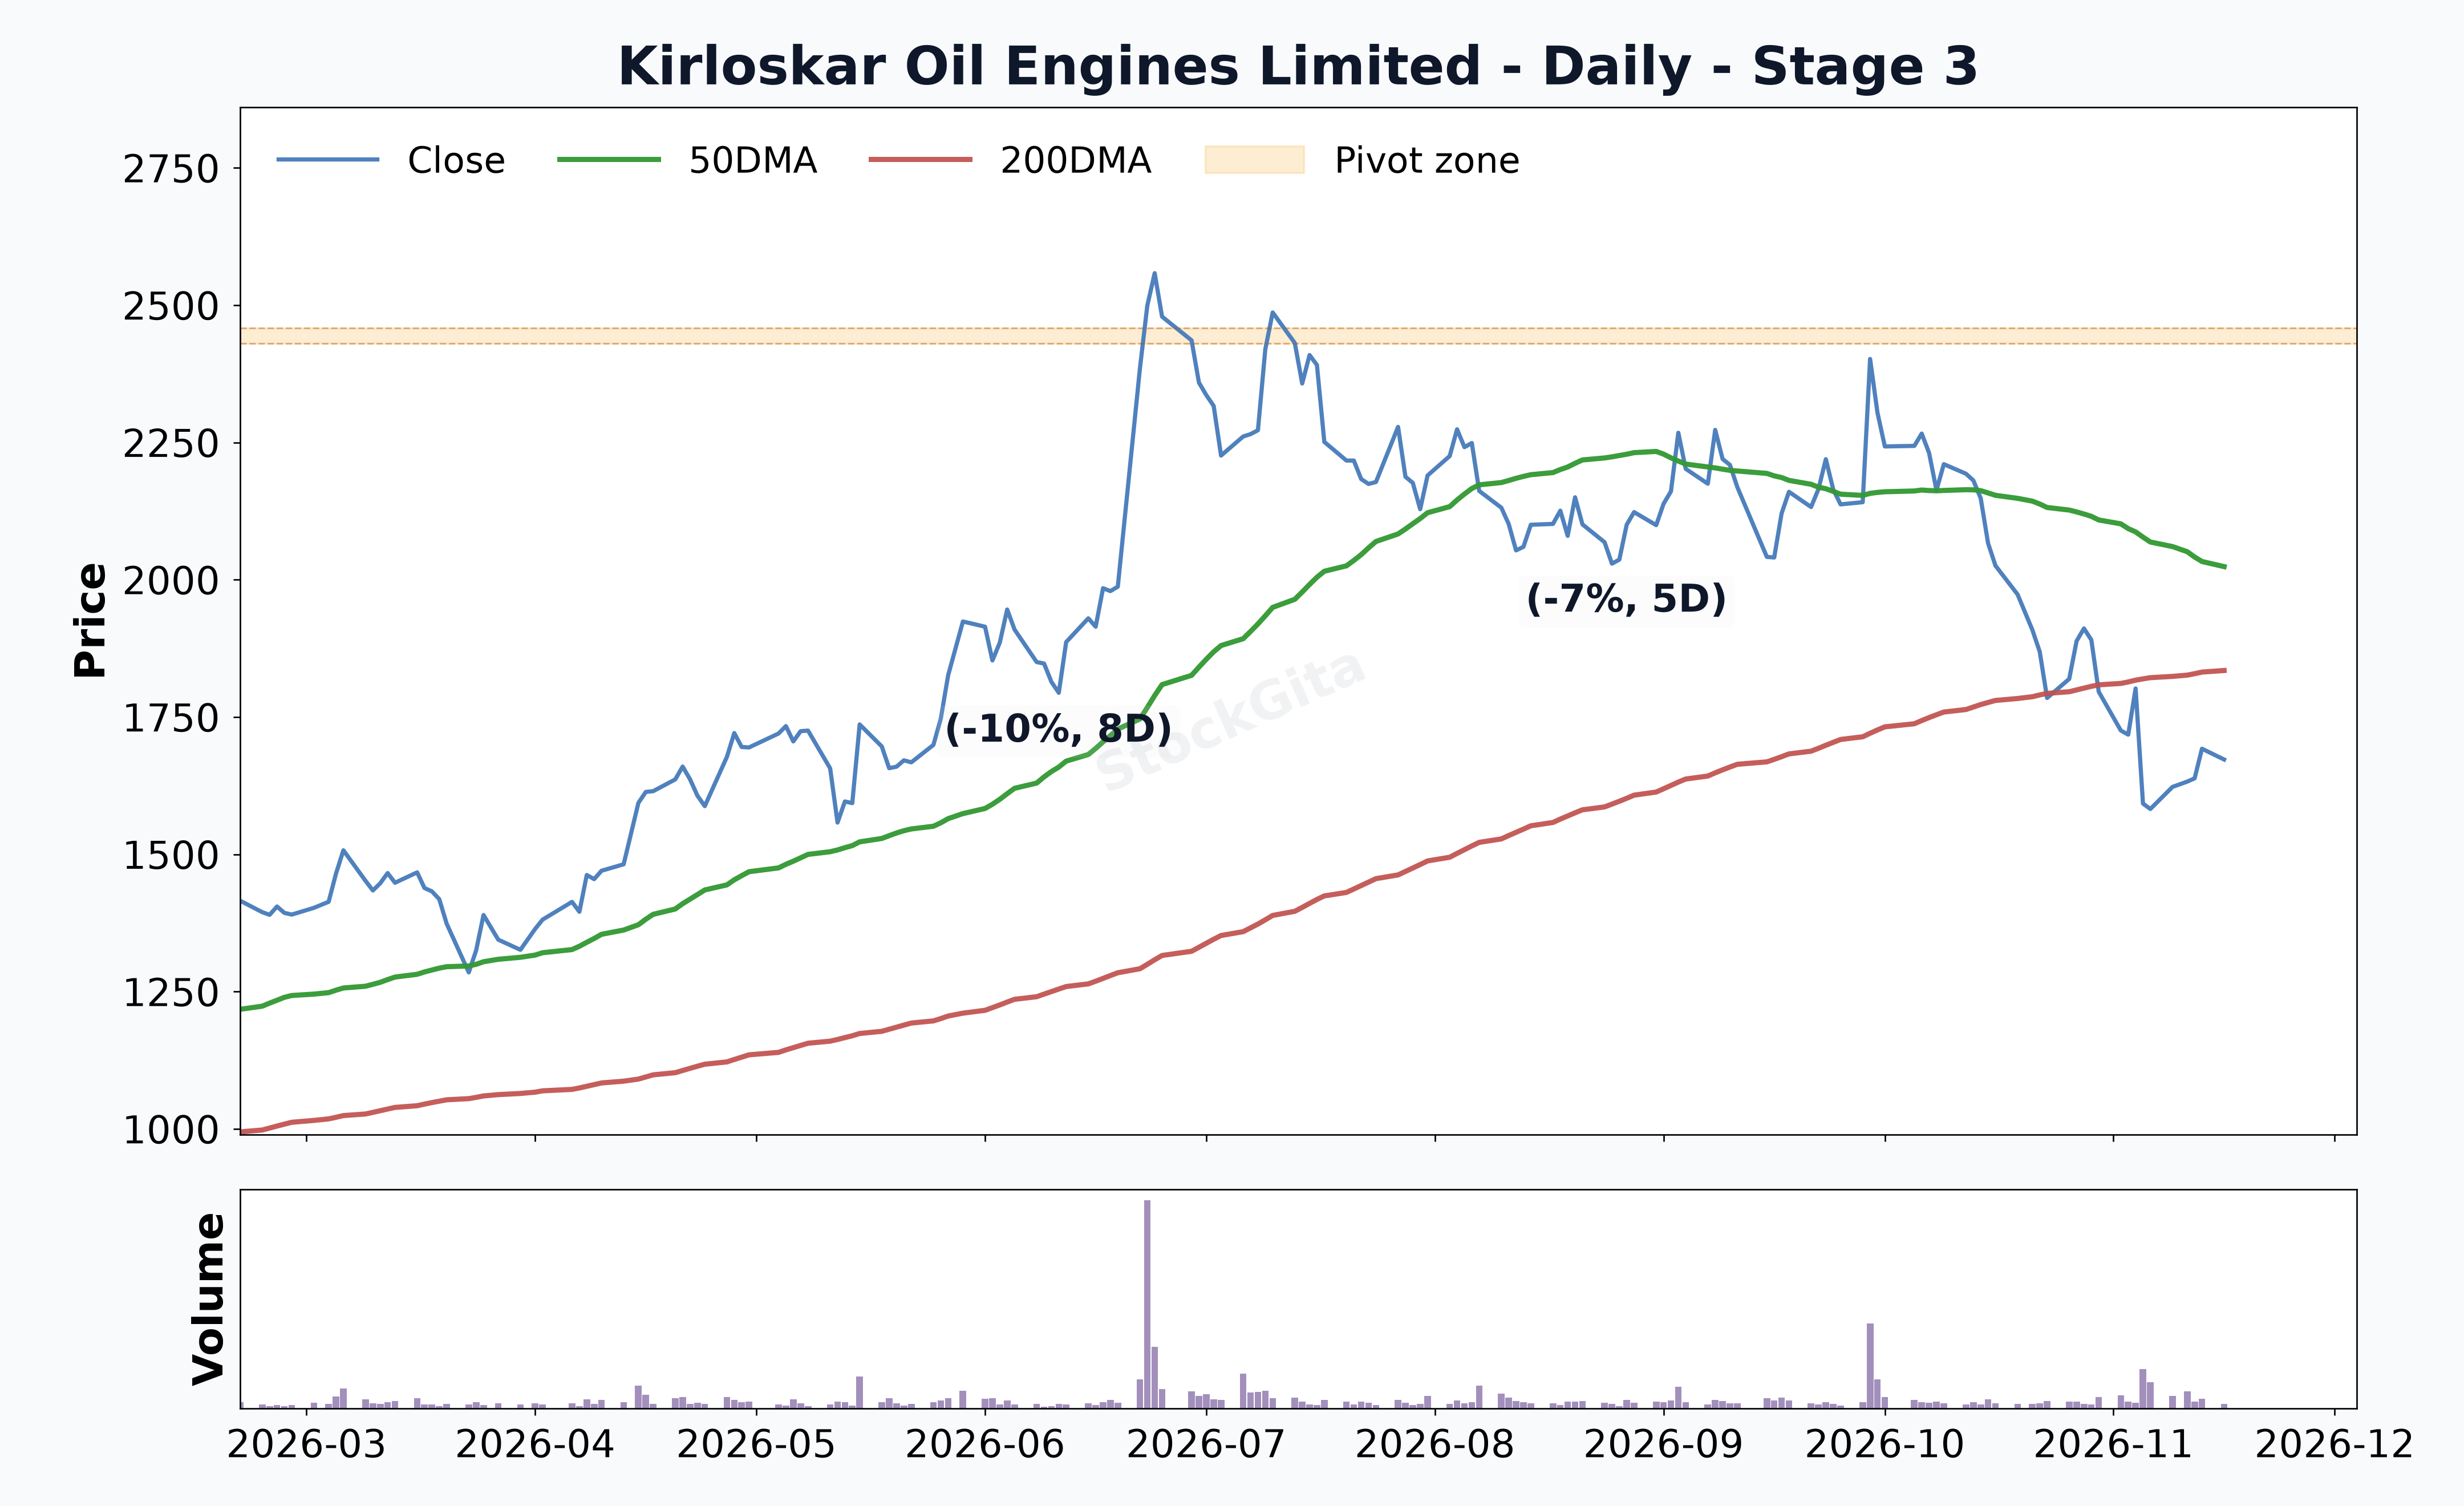 Kirloskar Oil Engines Limited - Daily - Stage 3
Close 50DMA 200DMA Pivot zone
2750
2500
2250
2000
1750
1500
1250
1000
Price
(-10%, 8D)
(-7%, 5D)
StockGita
Volume
2026-03 2026-04 2026-05 2026-06 2026-07 2026-08 2026-09 2026-10 2026-11 2026-12